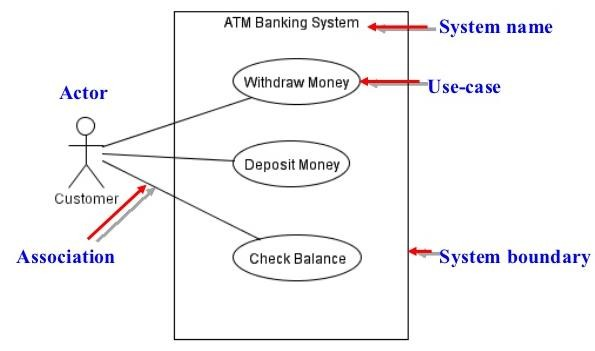 ATM Banking System
System name
Withdraw Money
Use-case
Actor
Deposit Money
Customer
Association
Check Balance
System boundary